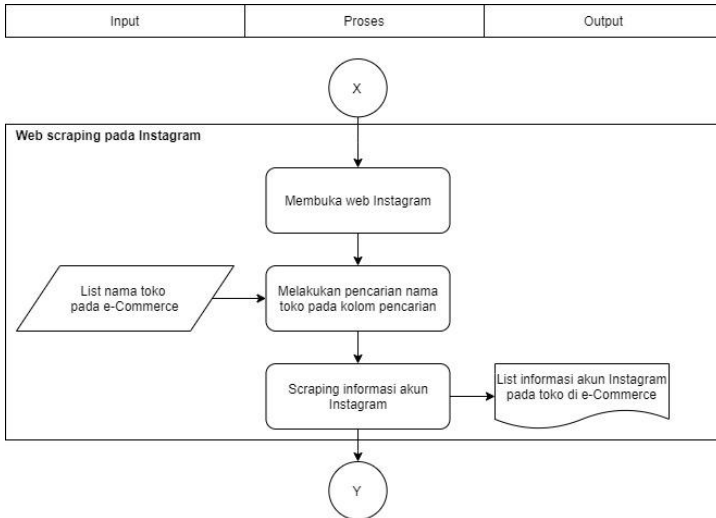 Input
Proses
Output
X
Web scraping pada Instagram
Membuka web Instagram
List nama toko
pada e-Commerce
Melakukan pencarian nama
toko pada kolom pencarian
Scraping informasi akun
Instagram
List informasi akun Instagram
pada toko di e-Commerce
Y